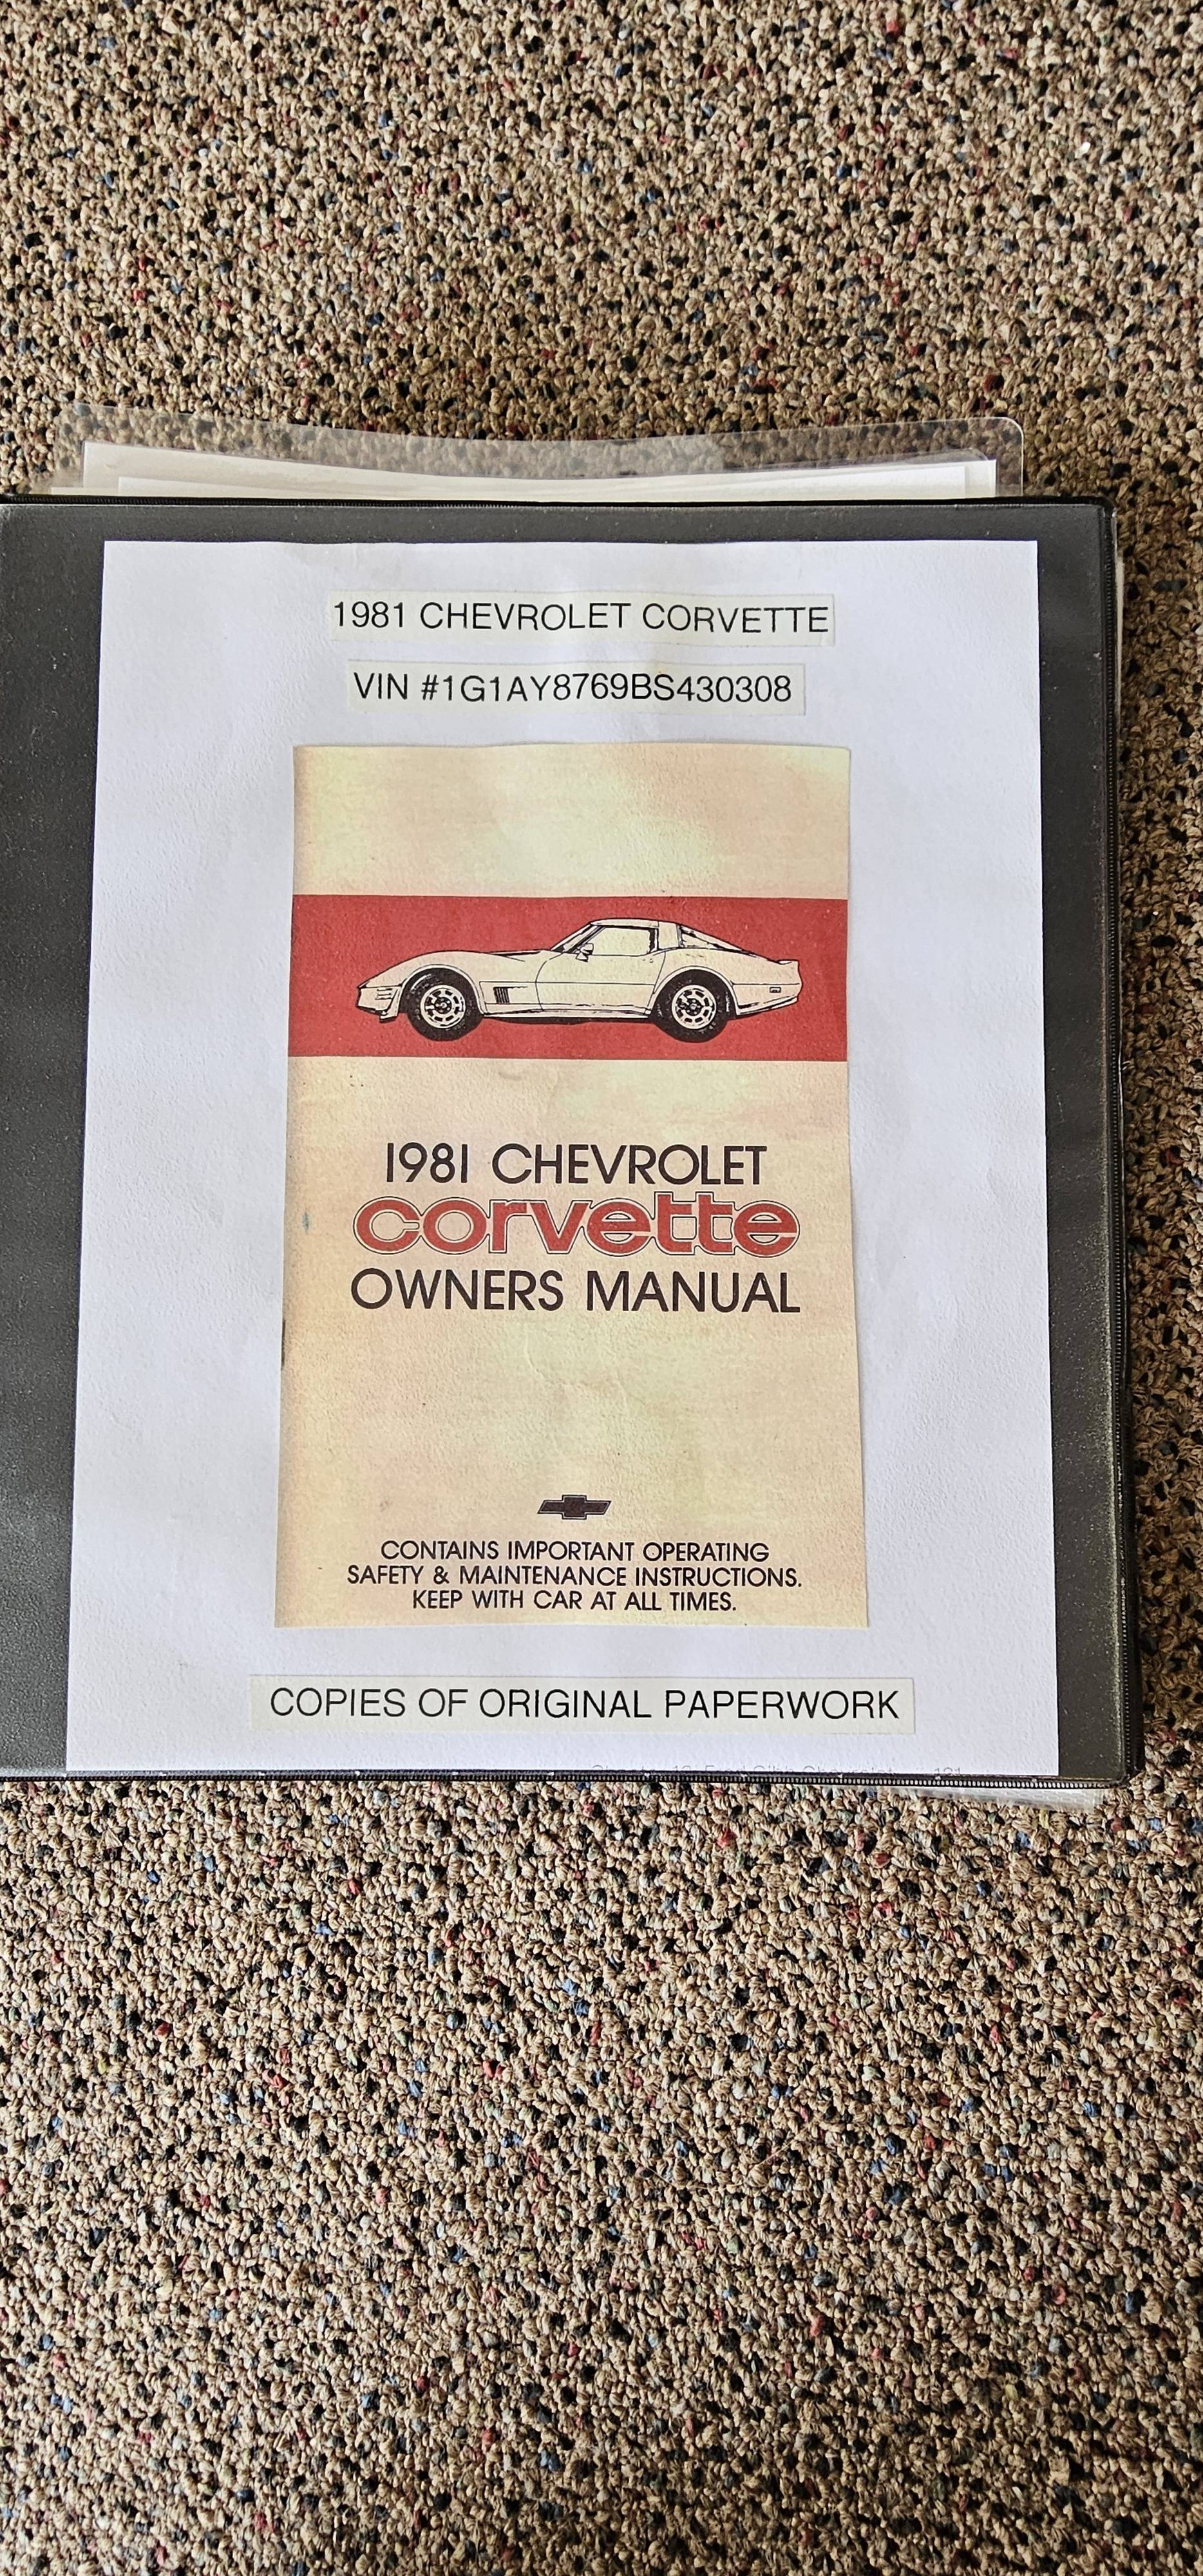 1981 CHEVROLET CORVETTE
VIN #1G1AY8769BS430308
1981 CHEVROLET
corvette
OWNERS MANUAL
CONTAINS IMPORTANT OPERATING
SAFETY & MAINTENANCE INSTRUCTIONS.
KEEP WITH CAR AT ALL TIMES.
COPIES OF ORIGINAL PAPERWORK